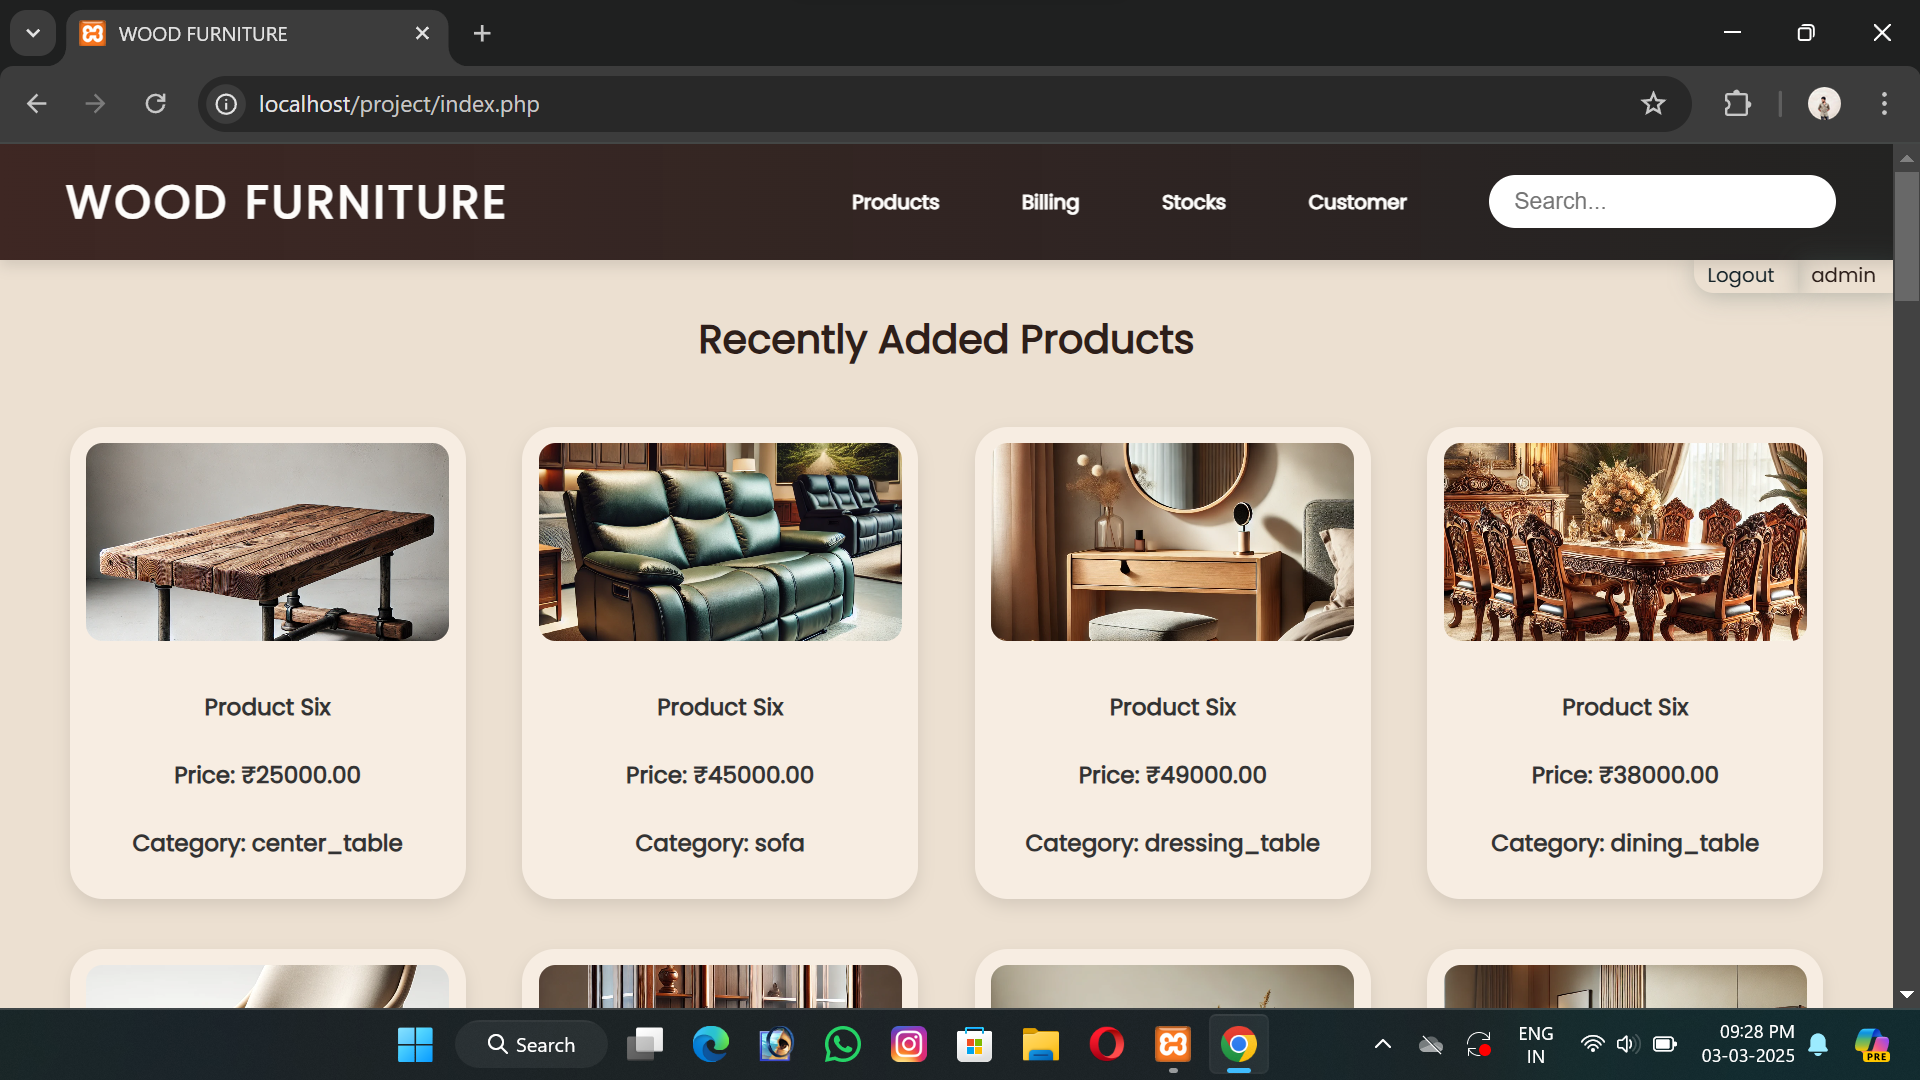 WOOD FURNITURE
localhost/project/index.php
WOOD FURNITURE
Products Billing Stocks Customer Search...
Logout admin
Recently Added Products
Product Six Product Six Product Six Product Six
Price: ₹25000.00 Price: ₹45000.00 Price: ₹49000.00 Price: ₹38000.00
Category: center_table Category: sofa Category: dressing_table Category: dining_table
Search
ENG
IN
09:28 PM
03-03-2025
PRE